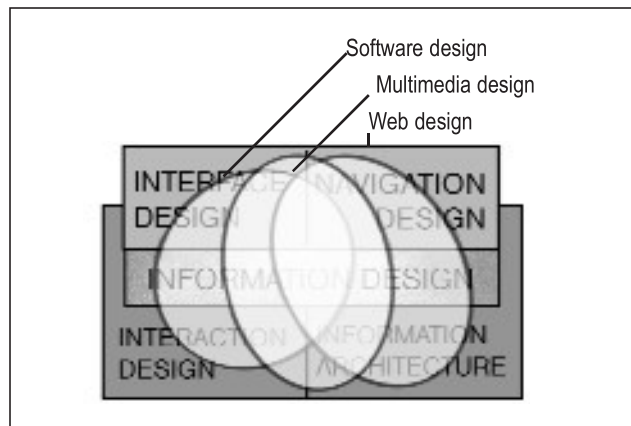 Software design
Multimedia design
Web design
INTERFACE NAVIGATION
DESIGN DESIGN
INFORMATION DESIGN
INTERACTION INFORMATION
DESIGN ARCHITECTURE